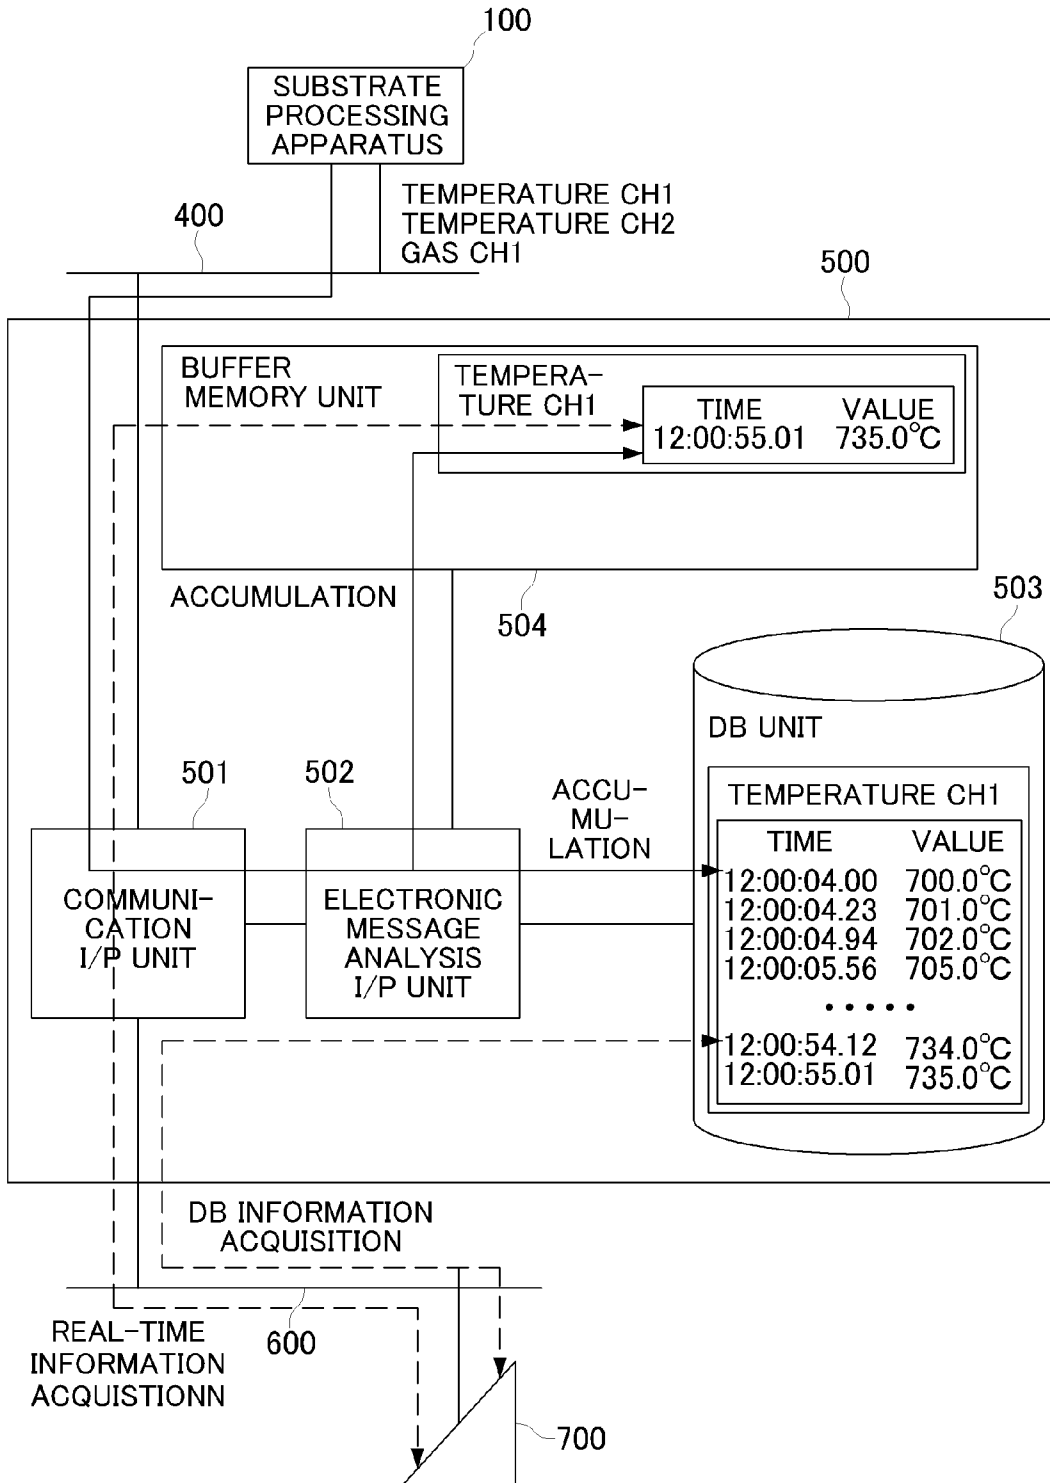 100
SUBSTRATE
PROCESSING
APPARATUS
TEMPERATURE CH1
TEMPERATURE CH2
GAS CH1
400
500
BUFFER
MEMORY UNIT
TEMPERA-
TURE CH1
TIME VALUE
12:00:55.01 735.0°C
ACCUMULATION
504
503
DB UNIT
501
502
ACCU-
MU-
LATION
TEMPERATURE CH1
TIME VALUE
12:00:04.00 700.0°C
12:00:04.23 701.0°C
12:00:04.94 702.0°C
12:00:05.56 705.0°C
• • • • •
12:00:54.12 734.0°C
12:00:55.01 735.0°C
COMMUNI-
CATION
I/P UNIT
ELECTRONIC
MESSAGE
ANALYSIS
I/P UNIT
DB INFORMATION
ACQUISITION
600
REAL-TIME
INFORMATION
ACQUISTIONN
700